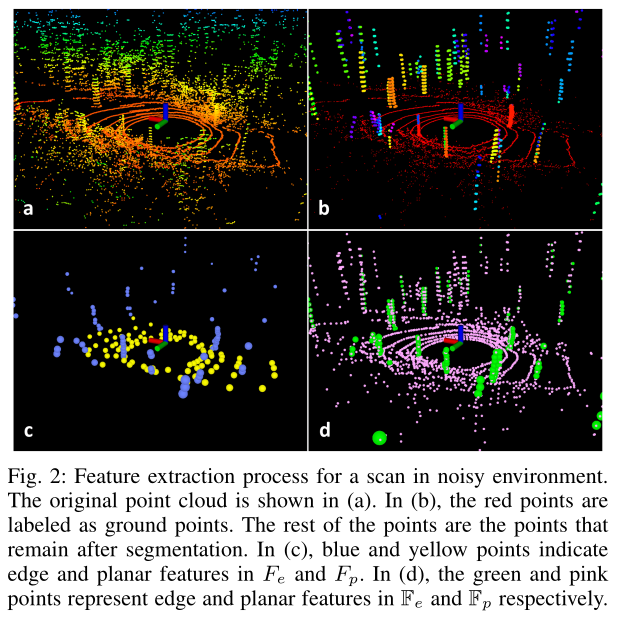 a
b
c
d
Fig. 2: Feature extraction process for a scan in noisy environment.
The original point cloud is shown in (a). In (b), the red points are
labeled as ground points. The rest of the points are the points that
remain after segmentation. In (c), blue and yellow points indicate
edge and planar features in Fₑ and Fₚ. In (d), the green and pink
points represent edge and planar features in 𝔽ₑ and 𝔽ₚ respectively.